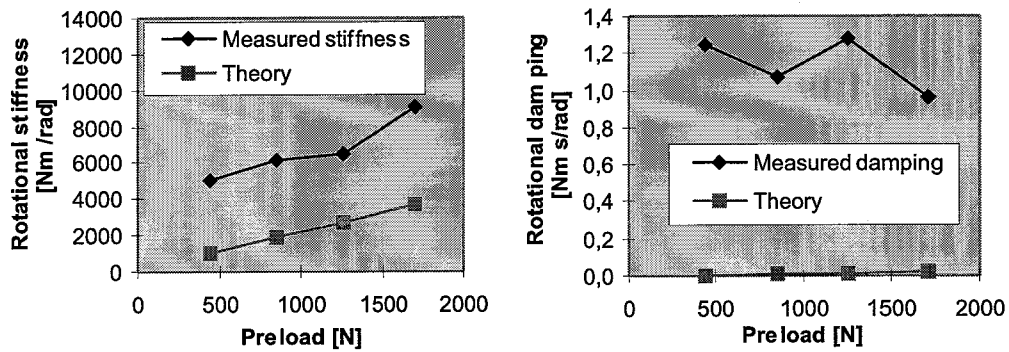 14000
12000
10000
8000
6000
4000
2000
0
Rotational stiffness
[Nm /rad]
Measured stiffness
Theory
0 500 1000 1500 2000
Preload [N]
1,4
1,2
1,0
0,8
0,6
0,4
0,2
0,0
Rotational dam ping
[Nm s/rad]
Measured damping
Theory
0 500 1000 1500 2000
Preload [N]